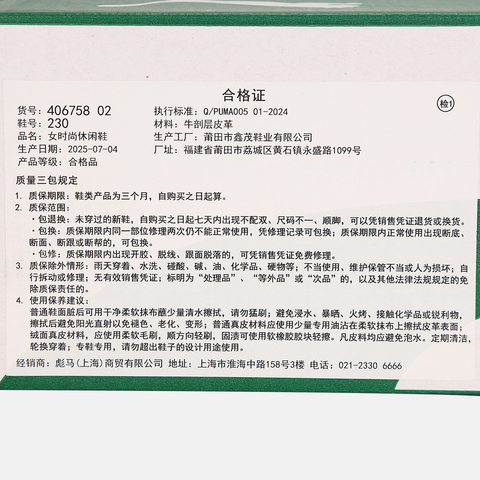 合格证
货号: 406758 02
鞋号: 230
品名: 女时尚休闲鞋
生产日期: 2025-07-04
产品等级: 合格品
执行标准: Q/PUMA005 01-2024
材料: 牛剖层皮革
生产工厂: 莆田市鑫茂鞋业有限公司
厂址: 福建省莆田市荔城区黄石镇永盛路1099号
检1
质量三包规定
1. 质保期限: 鞋类产品为三个月,自购买之日起算。
2. 质保范围:
·包退换: 未穿过的新鞋,自购买之日起七天内出现不配双、尺码不一、顺脚,可以凭销售凭证退货或换货。
·包换: 质保期限内同一部位修理两次仍不能正常使用,凭修理记录可包换; 质保期限内正常使用出现断底、
断面、断跟或断帮的,可包换。
·包修: 质保期内出现开胶、脱线、跟面脱落的,可凭销售凭证免费修理。
3. 质保除外情形: 雨天穿着、水洗、碰酸、碱、油、化学品、硬物等; 不当使用、维护保管不当或人为损坏; 自
行拆动或修理; 无有效销售凭证; 标明为“处理品”、“等外品”或“次品”的,以及其他法律法规规定的免
除质保责任的。
4. 使用保养建议:
普通鞋面脏后可用干净柔软抹布蘸少量清水擦拭,请勿猛刷; 避免浸水、暴晒、火烤、接触化学品或锐利物,
擦拭后避免阳光直射以免褪色、老化、变形; 普通真皮材料应使用少量专用油沾在柔软抹布上擦拭皮革表面;
绒面真皮材料,应使用柔软毛刷,顺方向轻刷,固渍可使用软橡胶胶块轻擦。凡皮料均应避免泡水。定期清洁,
轮换穿着; 专鞋专用,请勿超出鞋子的设计用途使用。
经销商: 彪马(上海)商贸有限公司 地址: 上海市淮海中路158号3楼 电话: 021-2330 6666